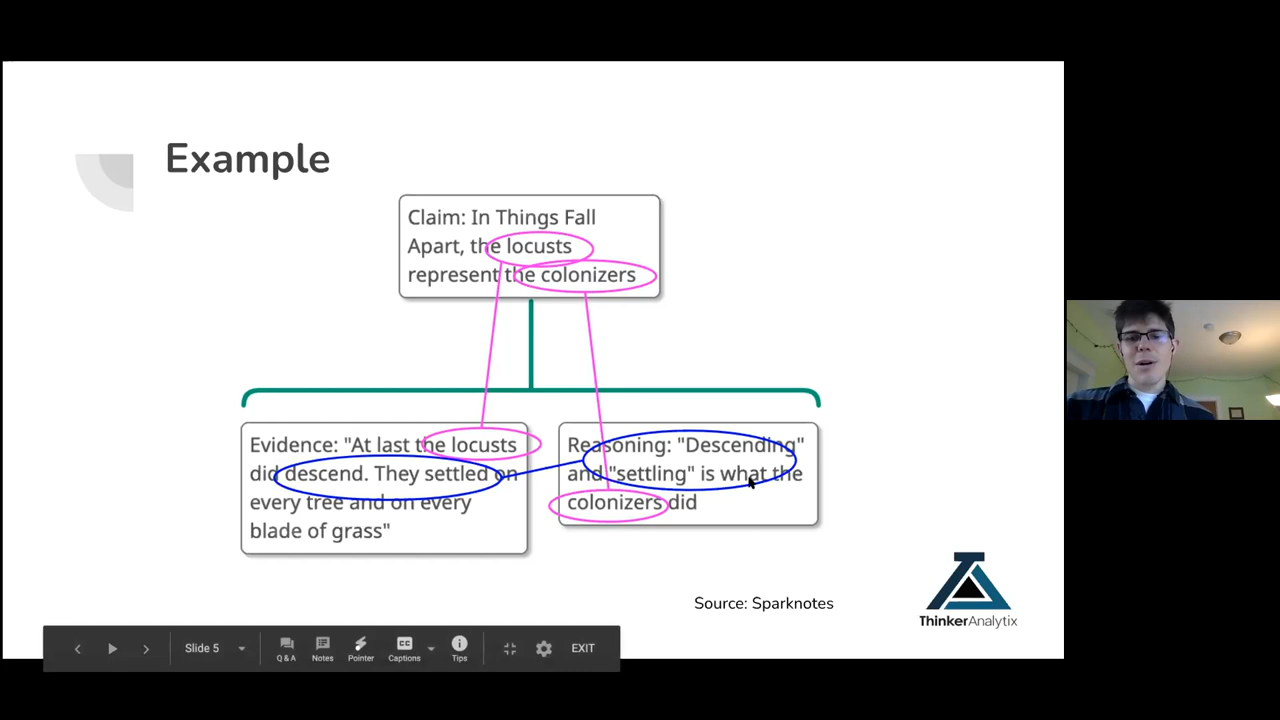 Example
Claim: In Things Fall
Apart, the locusts
represent the colonizers
Evidence: "At last the locusts
did descend. They settled on
every tree and on every
blade of grass"
Reasoning: "Descending"
and "settling" is what the
colonizers did
Source: Sparknotes
ThinkerAnalytix
Slide 5
Q & A
Notes
Pointer
CC
Captions
Tips
EXIT